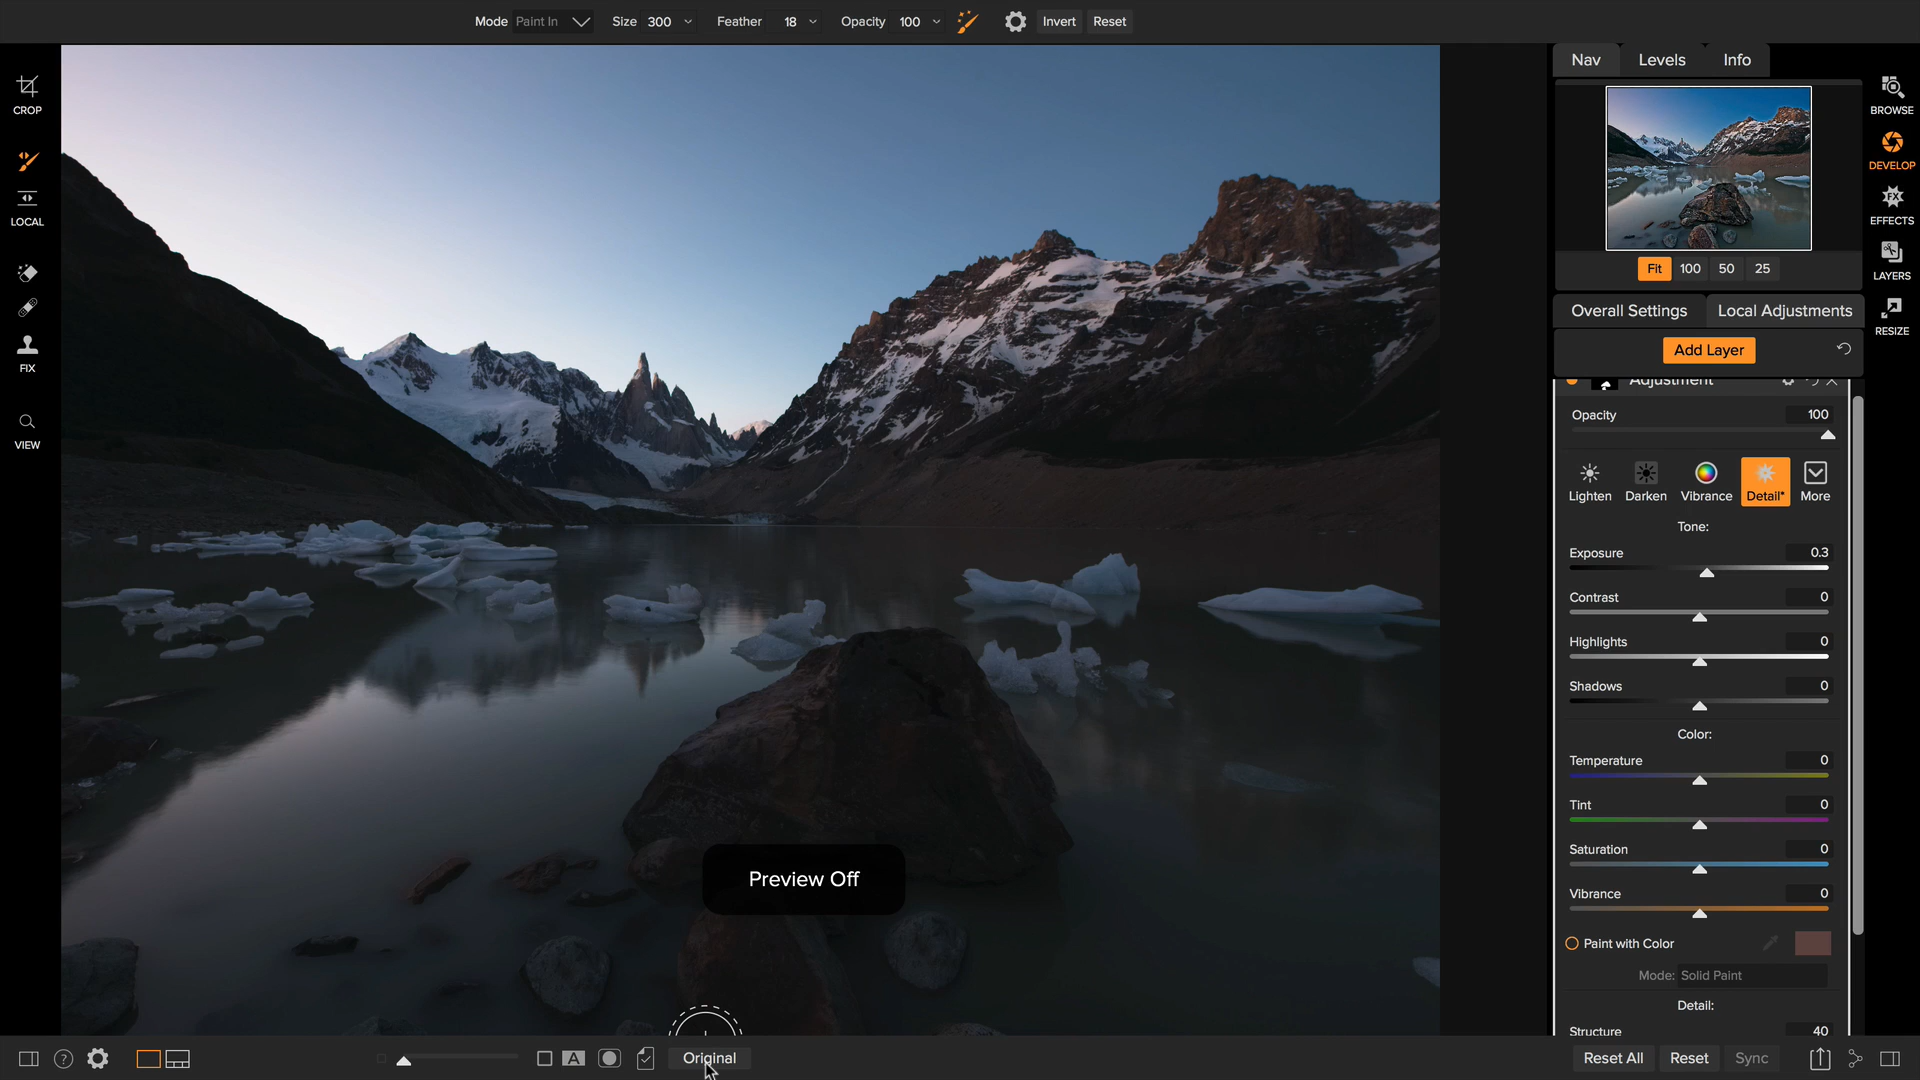 Mode Paint In Size 300 Feather 18 Opacity 100 Invert Reset
CROP
LOCAL
FIX
VIEW
Nav Levels Info
Fit 100 50 25
BROWSE
DEVELOP
FX
EFFECTS
LAYERS
RESIZE
Overall Settings Local Adjustments
Add Layer
Adjustment
Opacity 100
Lighten Darken Vibrance Detail* More
Tone:
Exposure 0.3
Contrast 0
Highlights 0
Shadows 0
Color:
Temperature 0
Tint 0
Saturation 0
Vibrance 0
Paint with Color
Mode: Solid Paint
Detail:
Structure 40
Preview Off
? A Original
Reset All Reset Sync